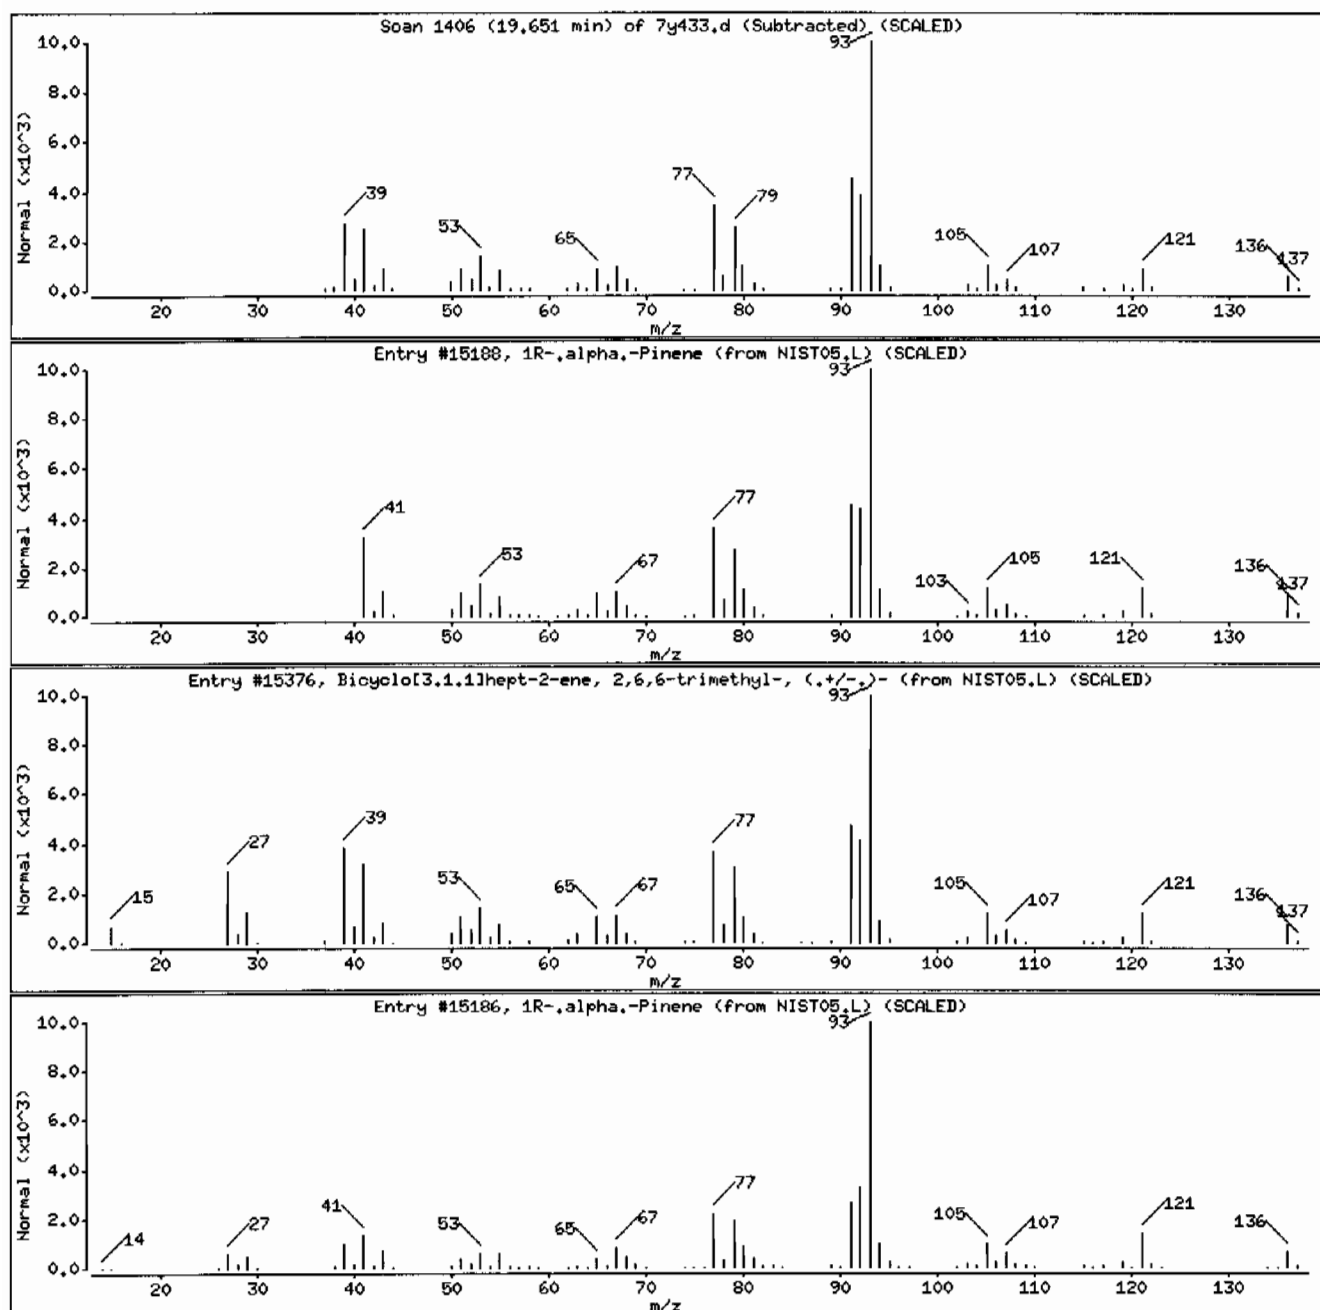 Scan 1406 (19.651 min) of 7y433.d (Subtracted) (SCALED)
Normal (x10^3)
10.0
8.0
6.0
4.0
2.0
0.0
39 53 65 77 79 93 105 107 121 136 137
20 30 40 50 60 70 80 90 100 110 120 130
m/z
Entry #15188, 1R-.alpha.-Pinene (from NIST05.L) (SCALED)
Normal (x10^3)
10.0
8.0
6.0
4.0
2.0
0.0
41 53 67 77 93 103 105 121 136 137
20 30 40 50 60 70 80 90 100 110 120 130
m/z
Entry #15376, Bicyclo[3.1.1]hept-2-ene, 2,6,6-trimethyl-, (.+/-.)- (from NIST05.L) (SCALED)
Normal (x10^3)
10.0
8.0
6.0
4.0
2.0
0.0
15 27 39 53 65 67 77 93 105 107 121 136 137
20 30 40 50 60 70 80 90 100 110 120 130
m/z
Entry #15186, 1R-.alpha.-Pinene (from NIST05.L) (SCALED)
Normal (x10^3)
10.0
8.0
6.0
4.0
2.0
0.0
14 27 41 53 65 67 77 93 105 107 121 136
20 30 40 50 60 70 80 90 100 110 120 130
m/z